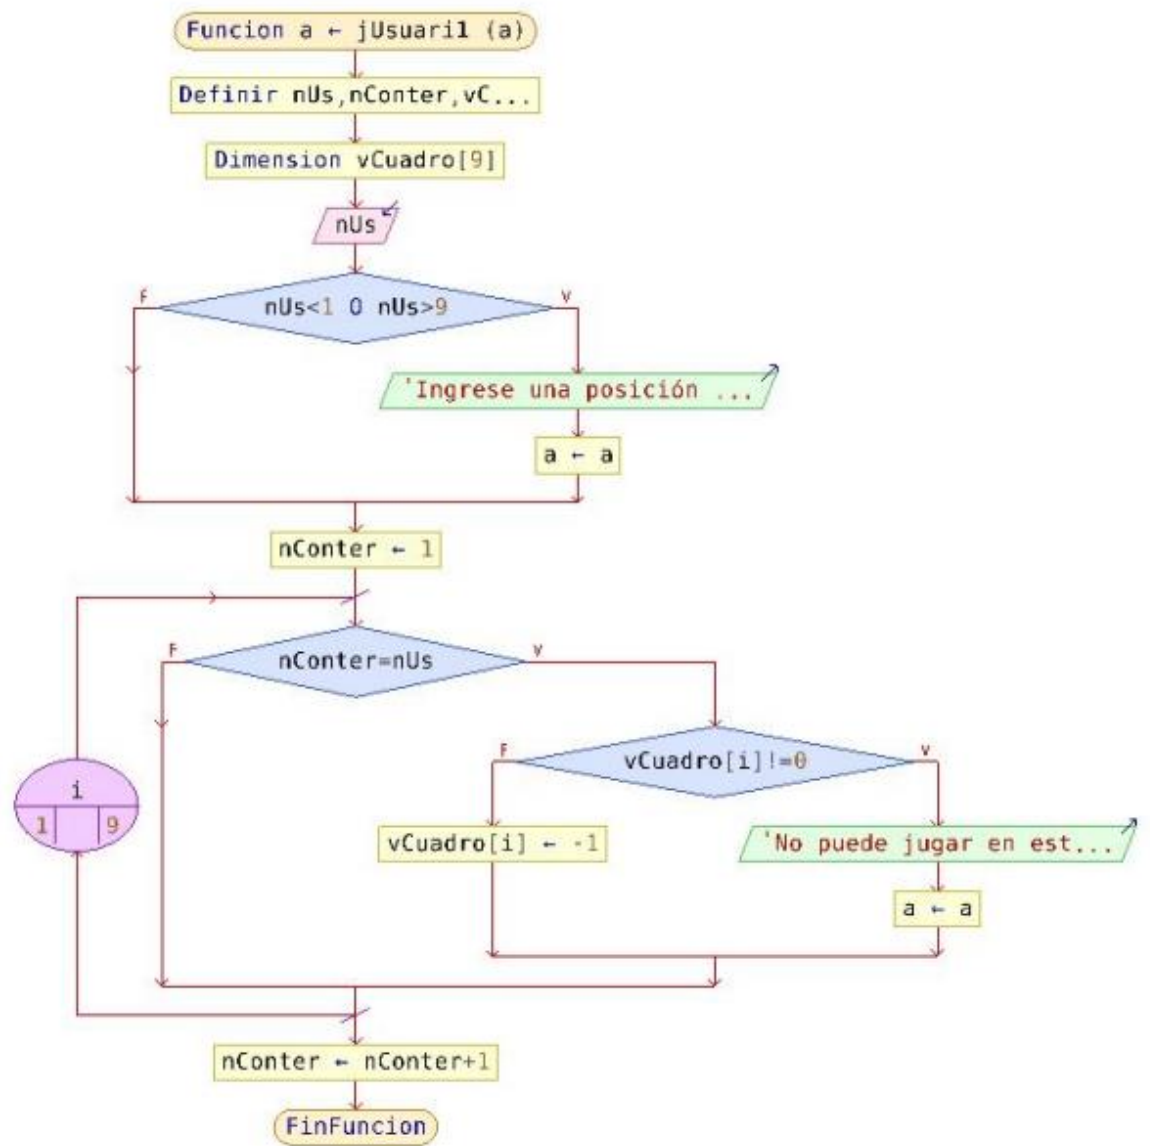 Funcion a ← jUsuari1 (a)
Definir nUs,nConter,vC...
Dimension vCuadro[9]
nUs
nUs<1 O nUs>9
F
V
'Ingrese una posición ...
a ← a
nConter ← 1
nConter=nUs
F
V
vCuadro[i]!=0
F
V
i
1
9
vCuadro[i] ← -1
'No puede jugar en est...
a ← a
nConter ← nConter+1
FinFuncion